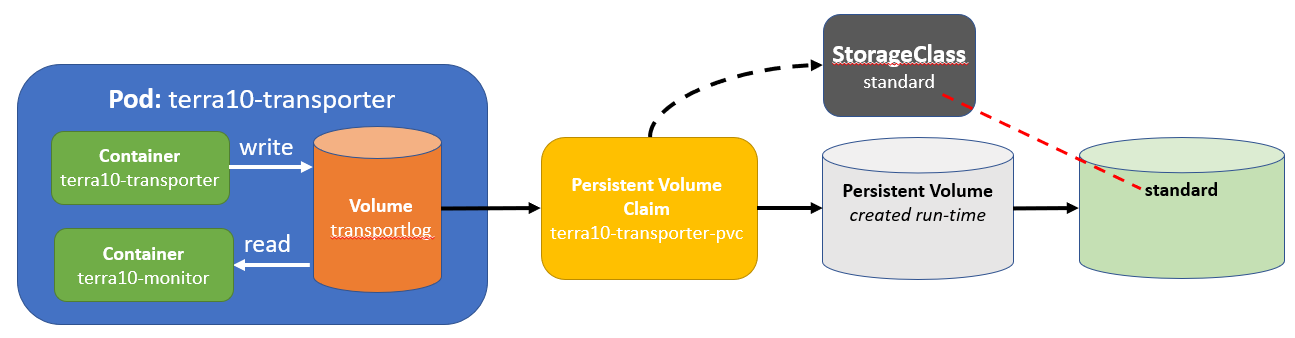 Pod: terra10-transporter
Container
terra10-transporter
write
Volume
transportlog
Container
terra10-monitor
read
Persistent Volume
Claim
terra10-transporter-pvc
StorageClass
standard
Persistent Volume
created run-time
standard